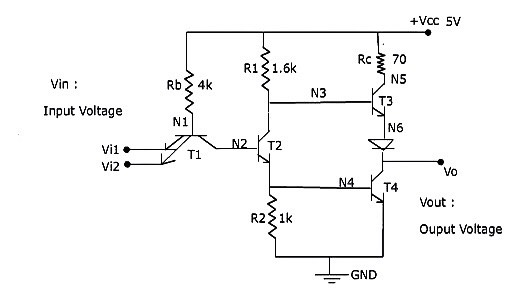 +Vcc 5V
Rc 70
R1 1.6k
N5
Rb 4k
Vin :
N3
T3
Input Voltage
N1
N6
Vi1
N2
T2
T1
Vi2
Vo
N4
T4
Vout :
R2 1k
Ouput Voltage
GND